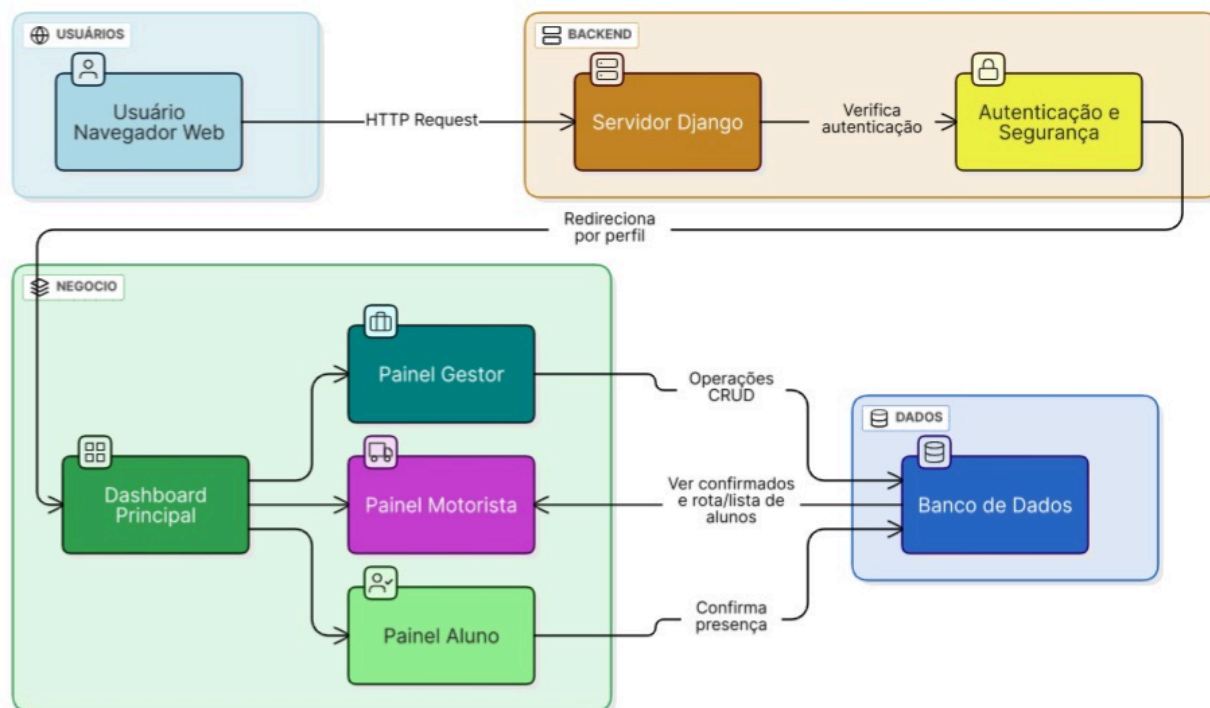 USUÁRIOS
Usuário
Navegador Web
HTTP Request
BACKEND
Servidor Django
Verifica
autenticação
Autenticação e
Segurança
Redireciona
por perfil
NEGOCIO
Dashboard
Principal
Painel Gestor
Painel Motorista
Painel Aluno
Operações
CRUD
Ver confirmados
e rota/lista de
alunos
Confirma
presença
DADOS
Banco de Dados